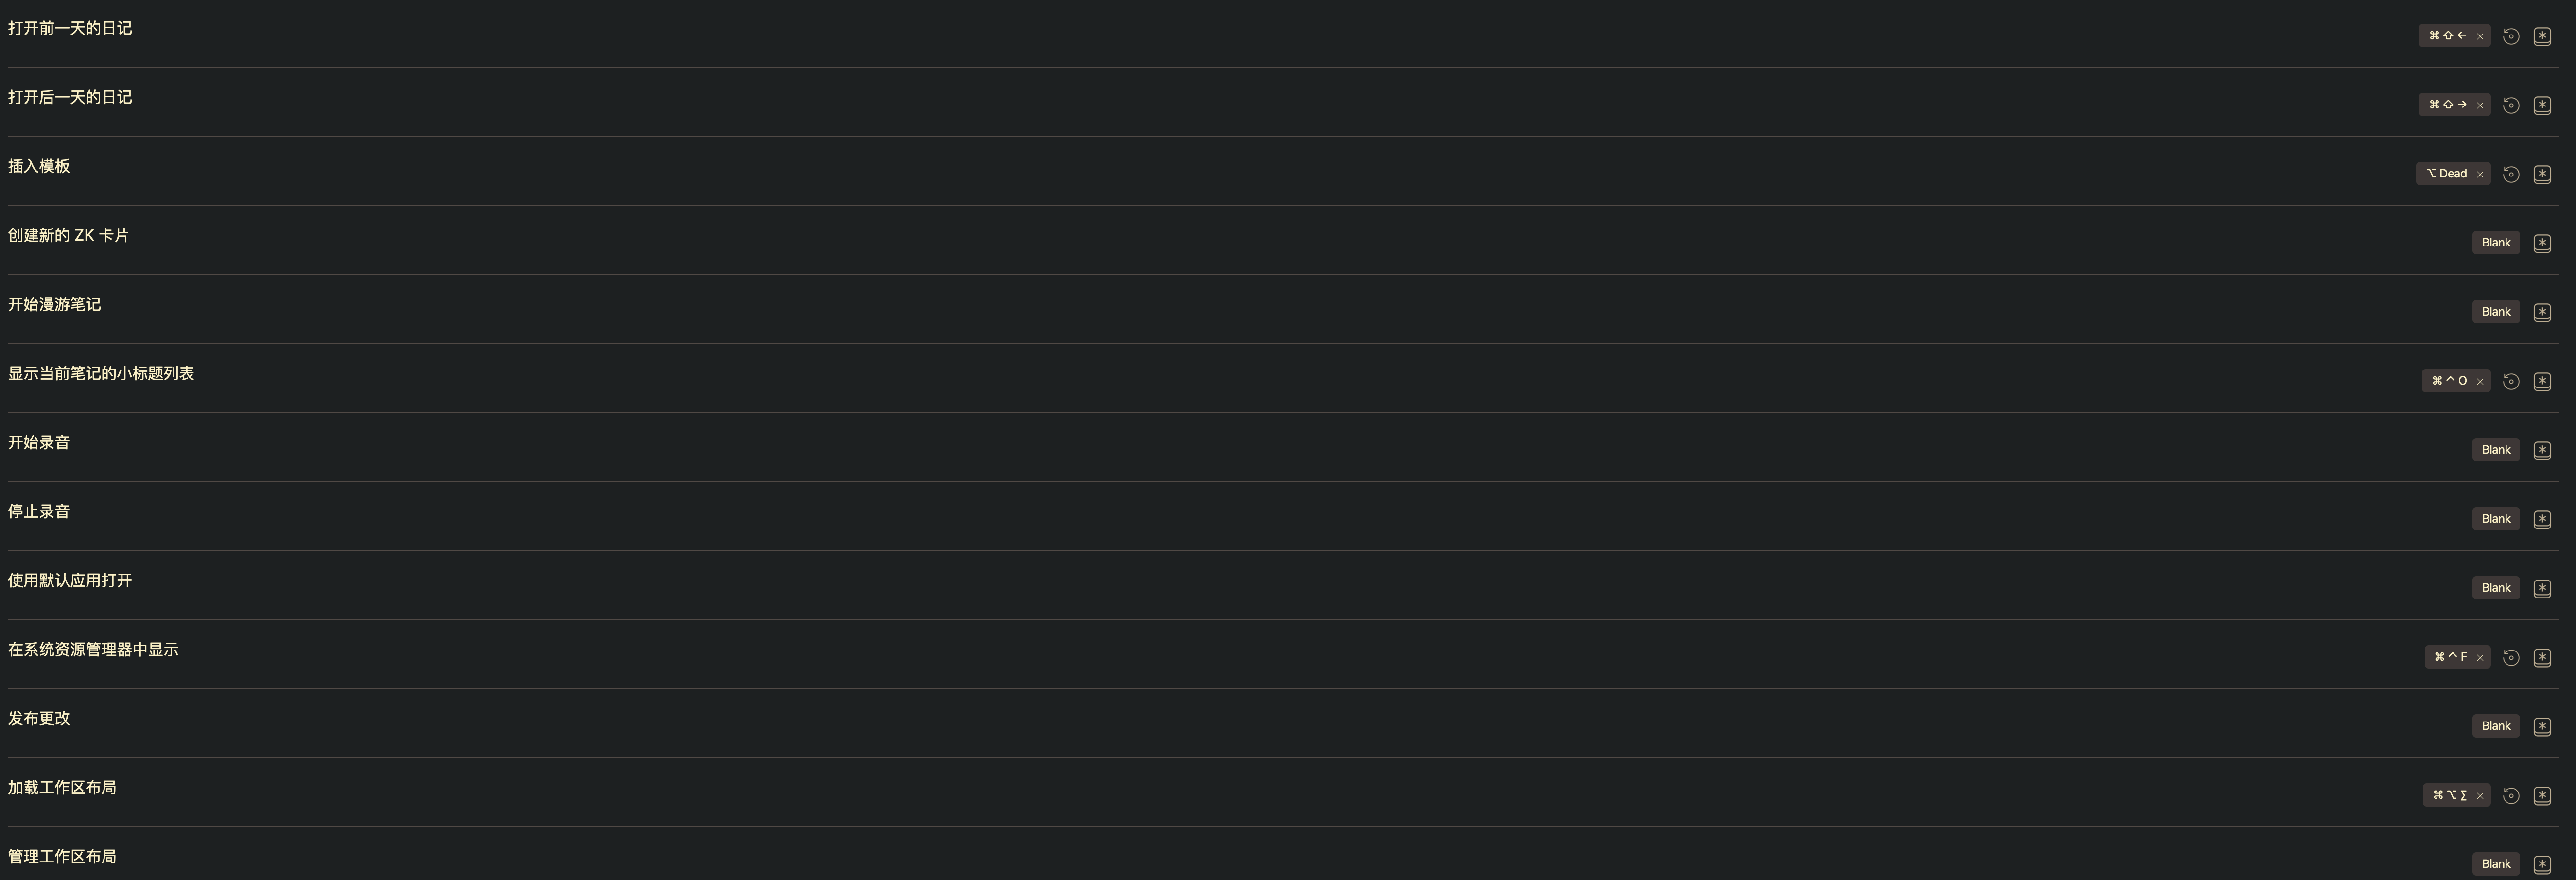 打开前一天的日记
⌘ ⇧ ←
打开后一天的日记
⌘ ⇧ →
插入模板
⌥ Dead
创建新的 ZK 卡片
Blank
开始漫游笔记
Blank
显示当前笔记的小标题列表
⌘ ^ O
开始录音
Blank
停止录音
Blank
使用默认应用打开
Blank
在系统资源管理器中显示
⌘ ^ F
发布更改
Blank
加载工作区布局
⌘ ⌥ ∑
管理工作区布局
Blank